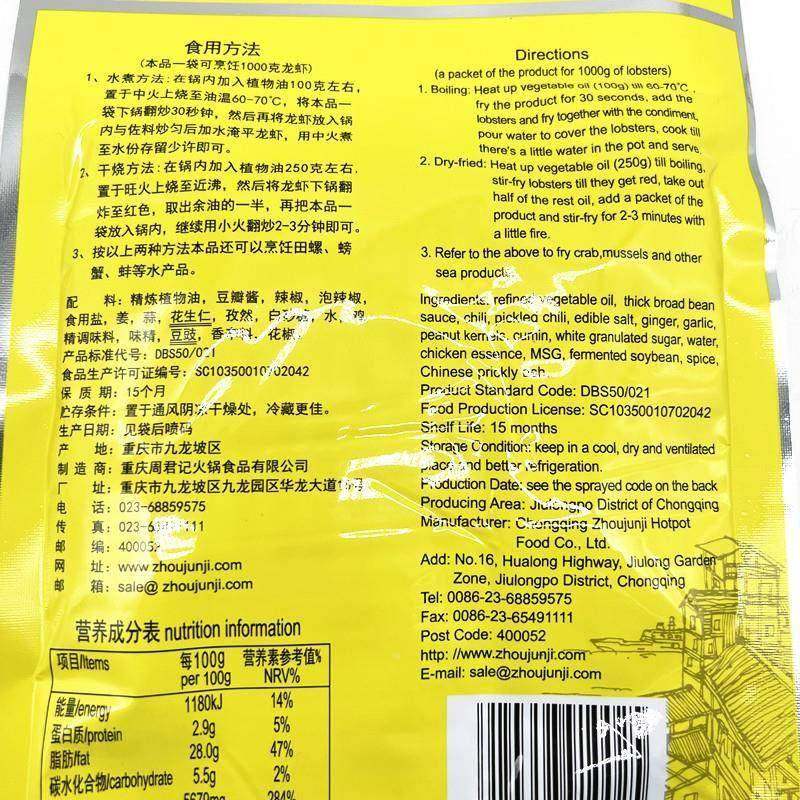 食用方法
(本品一袋可烹饪1000克龙虾)
1、水煮方法:在锅内加入植物油100克左右,
置于中火上烧至油温60-70℃, 将本品一
袋下锅翻炒30秒钟, 然后再将龙虾放入锅
内与佐料炒匀后加水淹平龙虾, 用中火煮
至水份存留少许即可。
2、干烧方法:在锅内加入植物油250克左右,
置于旺火上烧至近沸, 然后将龙虾下锅翻
炸至红色, 取出余油的一半, 再把本品一
袋放入锅内, 继续用小火翻炒2-3分钟即可。
3、按以上两种方法本品还可以烹饪田螺、螃
蟹、蚌等水产品。
配 料: 精炼植物油, 豆瓣酱, 辣椒, 泡辣椒,
食用盐, 姜, 蒜, 花生仁, 孜然, 白砂糖, 水, 鸡
精调味料, 味精, 豆豉, 香辛料, 花椒
产品标准代号: DBS50/021
食品生产许可证编号: SC10350010702042
保 质 期: 15个月
贮存条件: 置于通风阴凉干燥处, 冷藏更佳。
生产日期: 见袋后喷码
产 地: 重庆市九龙坡区
制 造 商: 重庆周君记火锅食品有限公司
厂 址: 重庆市九龙坡区九龙园区华龙大道
电 话: 023-68859575
传 真: 023-
邮 编:
网 址: www zhoujunji.com
邮 箱: sale@ zhoujunji.com
营养成分表 nutrition information
项目/Items 每100g per 100g 营养素参考值% NRV%
能量/energy 1180kJ 14%
蛋白质/protein 2.9g 5%
脂肪/fat 28.0g 47%
碳水化合物/carbohydrate 5.5g 2%
5670mg 284%
Directions
(a packet of the product for 1000g of lobsters)
1. Boiling: Heat up vegetable oil (100g) till 60-70℃,
fry the product for 30 seconds, add the
lobsters and fry together with the condiment,
pour water to cover the lobsters, cook till
there's a little water in the pot and serve.
2. Dry-fried: Heat up vegetable oil (250g) till boiling,
stir-fry lobsters till they get red, take out
half of the rest oil, add a packet of the
product and stir-fry for 2-3 minutes with
a little fire.
3. Refer to the above to fry crab,mussels and other
sea products.
Ingredients: refined vegetable oil, thick broad bean
sauce, chili, pickled chili, edible salt, ginger, garlic,
peanut kernels, cumin, white granulated sugar, water,
chicken essence, MSG, fermented soybean, spice,
Chinese prickly ash.
Product Standard Code: DBS50/021
Food Production License: SC10350010702042
Shelf Life: 15 months
Storage Condition: keep in a cool, dry and ventilated
place and better refrigeration.
Production Date: see the sprayed code on the back
Producing Area: Jiulongpo District of Chongqing
Manufacturer: Chongqing Zhoujunji Hotpot
Food Co., Ltd.
Add: No.16, Hualong Highway, Jiulong Garden
Zone, Jiulongpo District, Chongqing
Tel: 0086-23-68859575
Fax: 0086-23-65491111
Post Code: 400052
http: //www.zhoujunji.com
E-mail: sale@zhoujunji.com